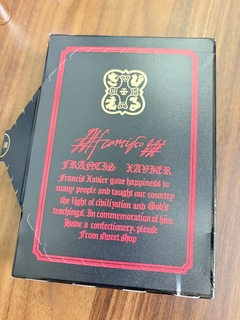 FRANCIS XAVIER
Francis Xavier gave happiness to
many people and taught our country
the light of civilization and God's
teachings. In commemoration of him.
Have a confectionery, please
From Sweet Shop